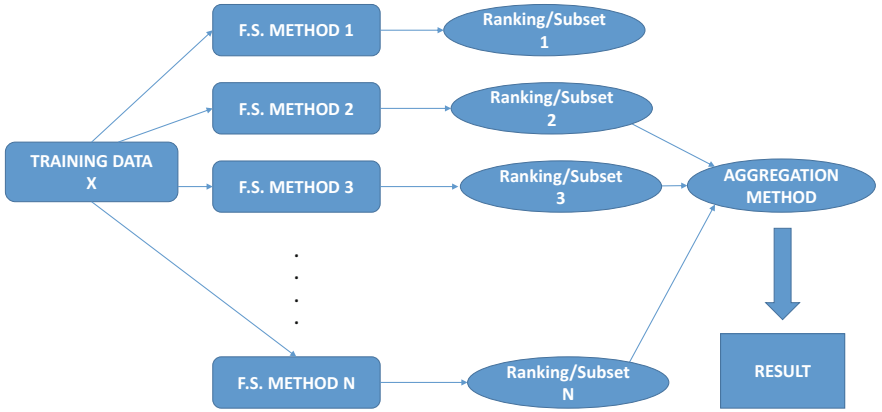 F.S. METHOD 1
Ranking/Subset
1
F.S. METHOD 2
Ranking/Subset
2
TRAINING DATA
X
F.S. METHOD 3
Ranking/Subset
3
AGGREGATION
METHOD
F.S. METHOD N
Ranking/Subset
N
RESULT